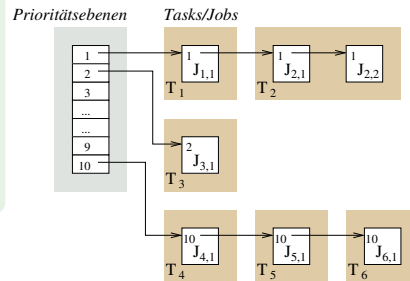 Prioritätsebenen Tasks/Jobs
1
2
3
...
...
9
10
1 J1,1
T1
1 J2,1
1 J2,2
T2
2 J3,1
T3
10 J4,1
T4
10 J5,1
T5
10 J6,1
T6